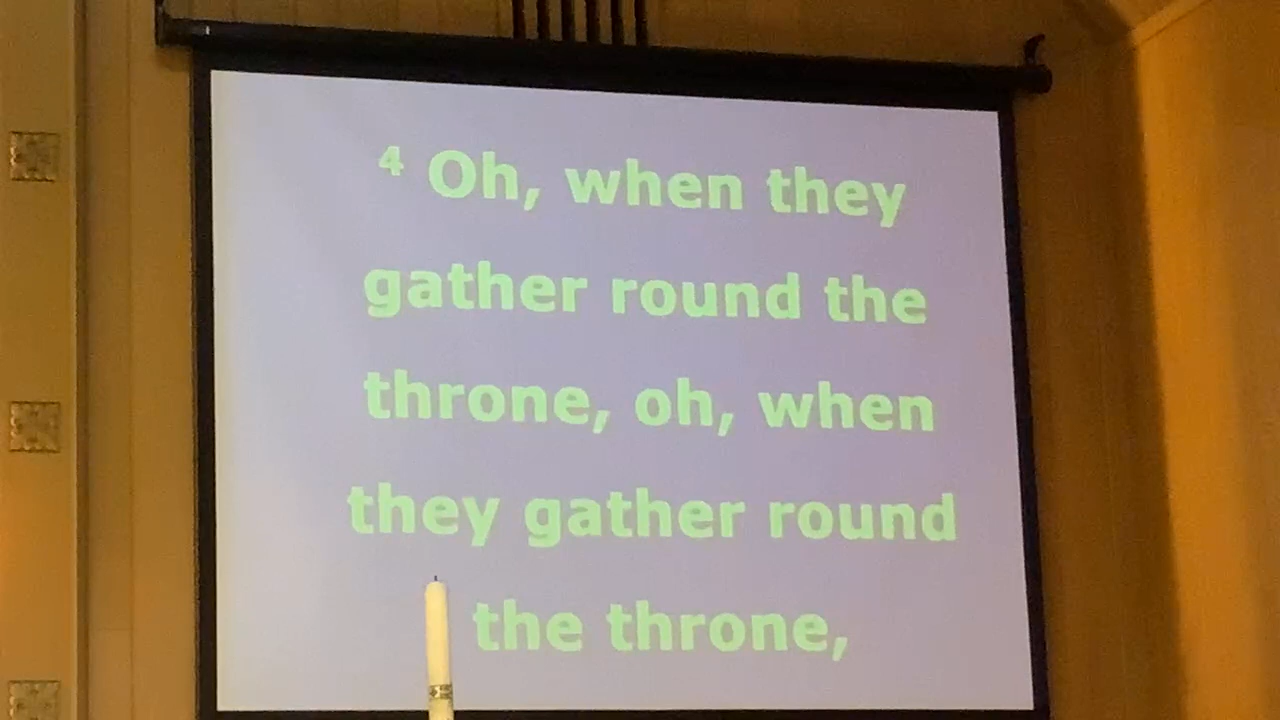 4 Oh, when they
gather round the
throne, oh, when
they gather round
the throne,